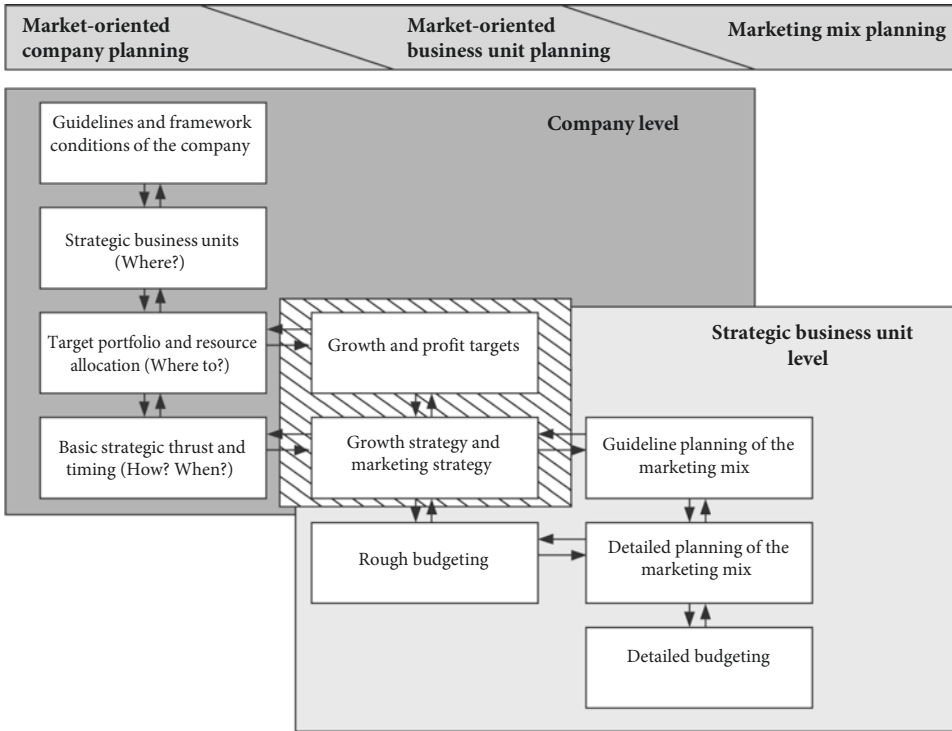 Market-oriented
company planning
Market-oriented
business unit planning
Marketing mix planning
Company level
Guidelines and framework
conditions of the company
Strategic business units
(Where?)
Target portfolio and resource
allocation (Where to?)
Basic strategic thrust and
timing (How? When?)
Growth and profit targets
Growth strategy and
marketing strategy
Rough budgeting
Strategic business unit
level
Guideline planning of the
marketing mix
Detailed planning of the
marketing mix
Detailed budgeting